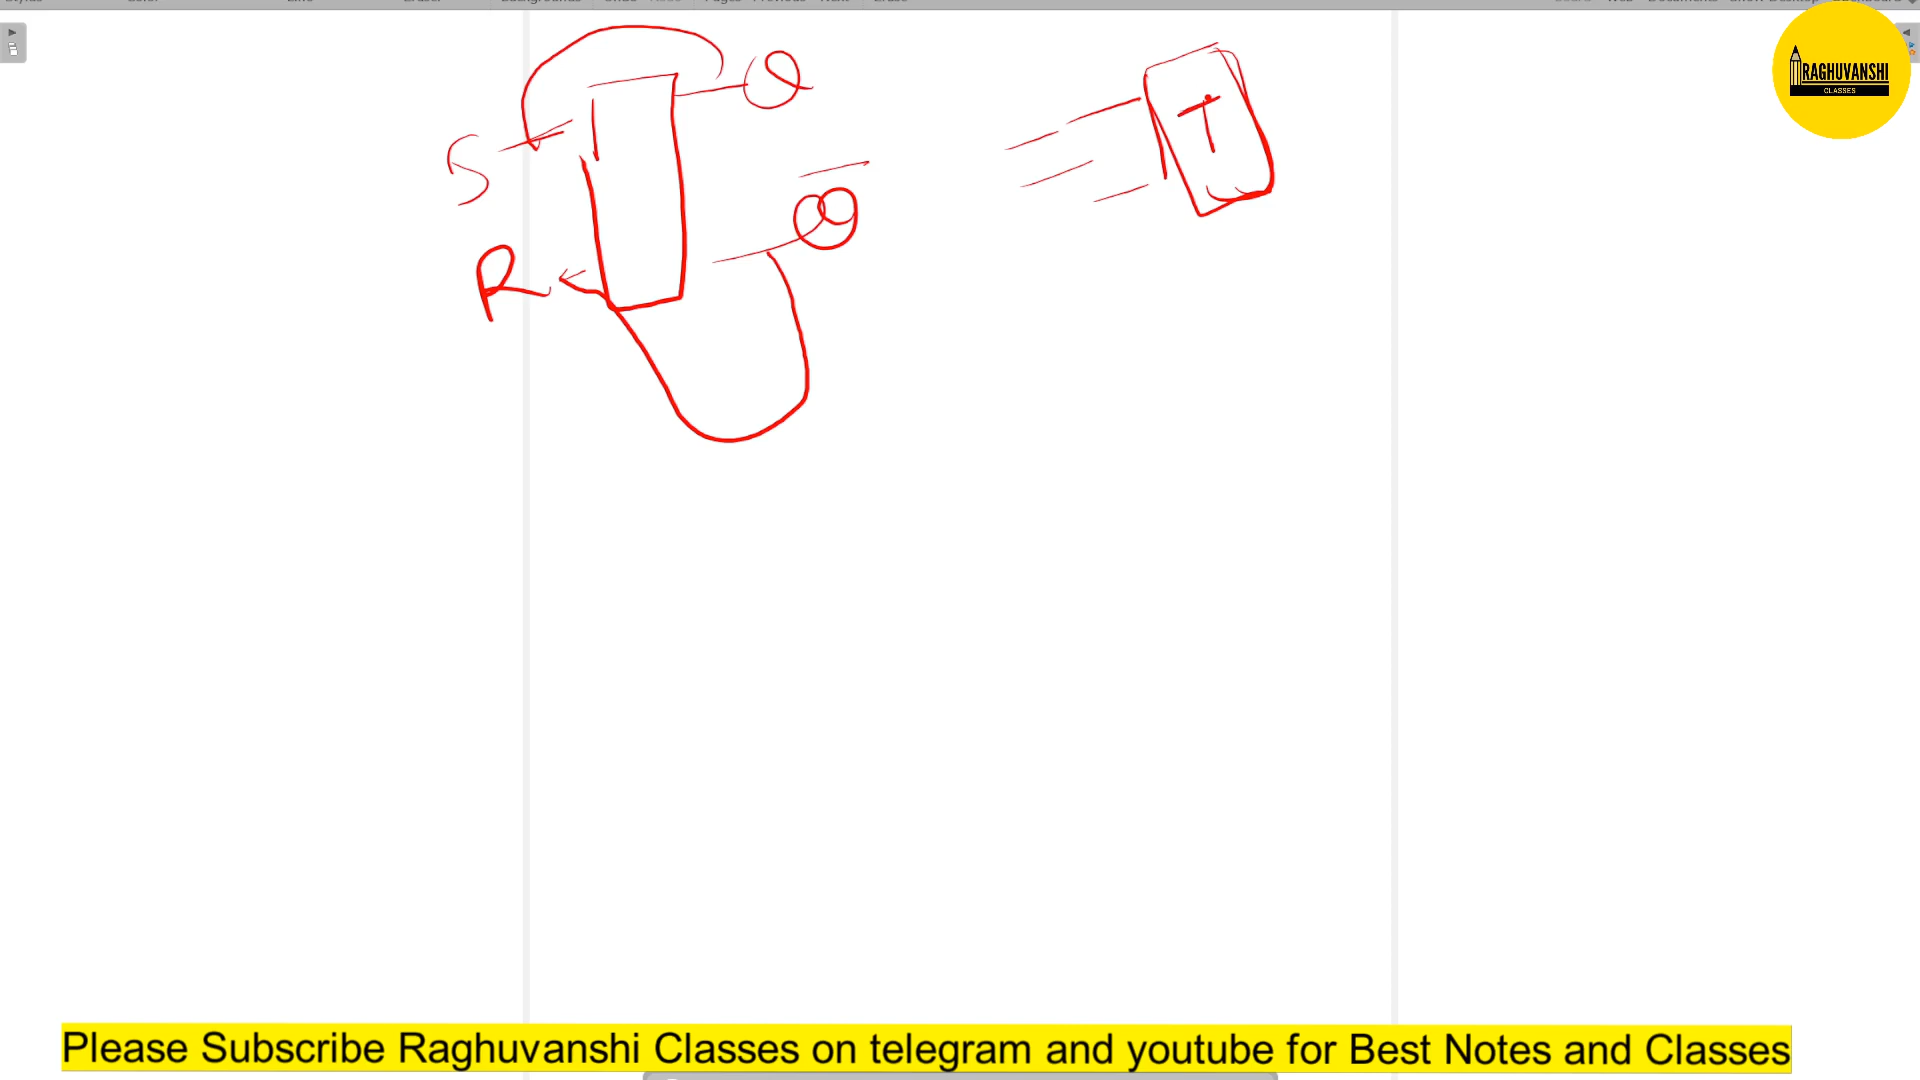 Q
S
T
Q
R
RAGHUVANSHI
CLASSES
Please Subscribe Raghuvanshi Classes on telegram and youtube for Best Notes and Classes